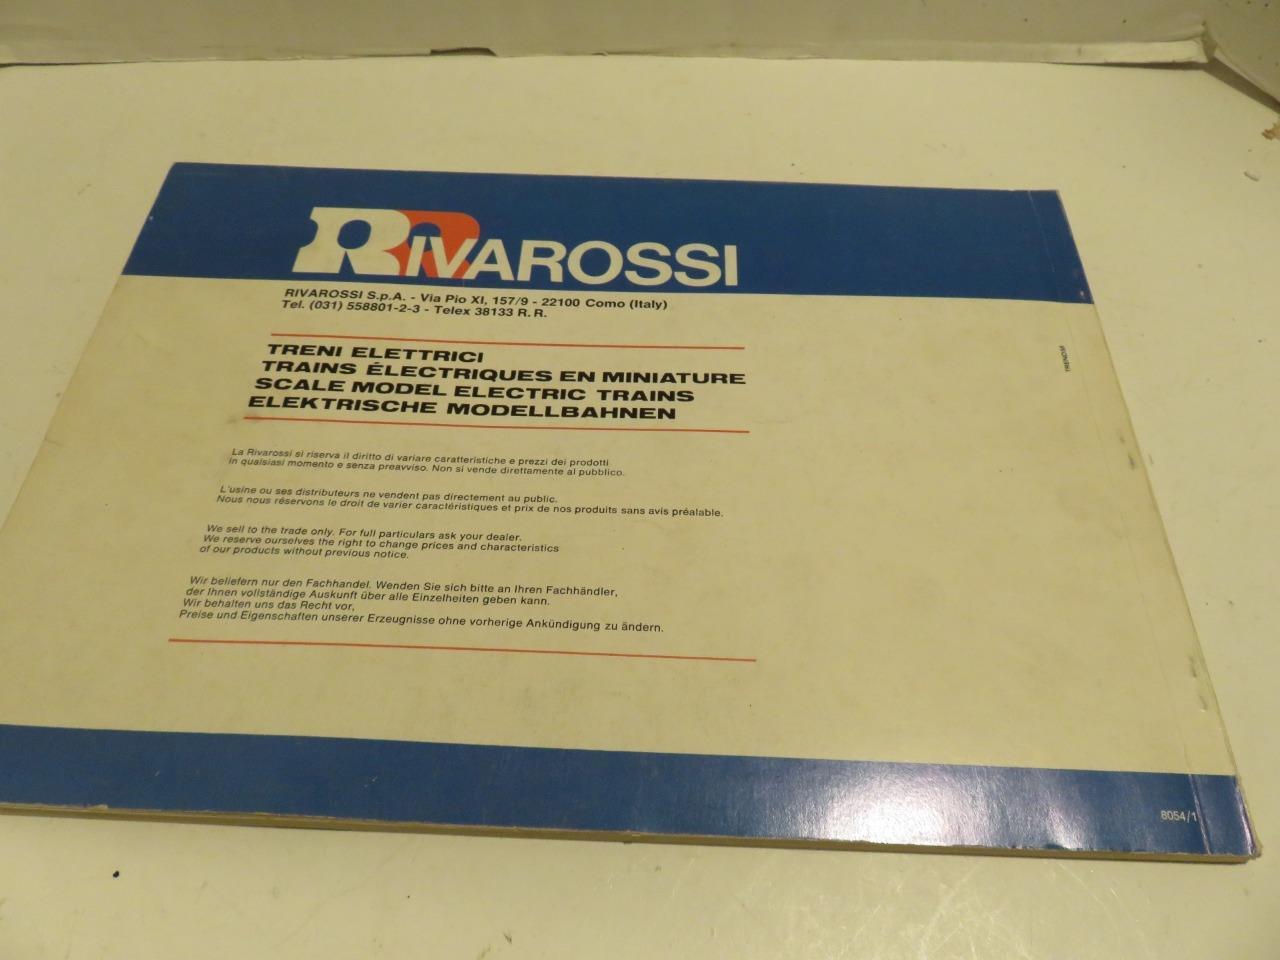 RIVAROSSI
RIVAROSSI S.p.A. - Via Pio XI, 157/9 - 22100 Como (Italy)
Tel. (031) 558801-2-3 - Telex 38133 R. R.
TRENI ELETTRICI
TRAINS ÉLECTRIQUES EN MINIATURE
SCALE MODEL ELECTRIC TRAINS
ELEKTRISCHE MODELLBAHNEN
La Rivarossi si riserva il diritto di variare caratteristiche e prezzi dei prodotti
in qualsiasi momento e senza preavviso. Non si vende direttamente al pubblico.
L'usine ou ses distributeurs ne vendent pas directement au public.
Nous nous réservons le droit de varier caractéristiques et prix de nos produits sans avis préalable.
We sell to the trade only. For full particulars ask your dealer.
We reserve ourselves the right to change prices and characteristics
of our products without previous notice.
Wir beliefern nur den Fachhandel. Wenden Sie sich bitte an Ihren Fachhändler,
der Ihnen vollständige Auskunft über alle Einzelheiten geben kann.
Wir behalten uns das Recht vor,
Preise und Eigenschaften unserer Erzeugnisse ohne vorherige Ankündigung zu ändern.
8054/1